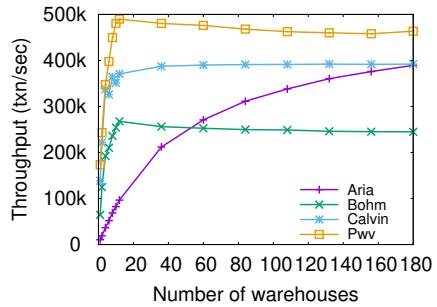 Throughput (txn/sec)
500k
400k
300k
200k
100k
0
0 20 40 60 80 100 120 140 160 180
Number of warehouses
Aria
Bohm
Calvin
Pwv